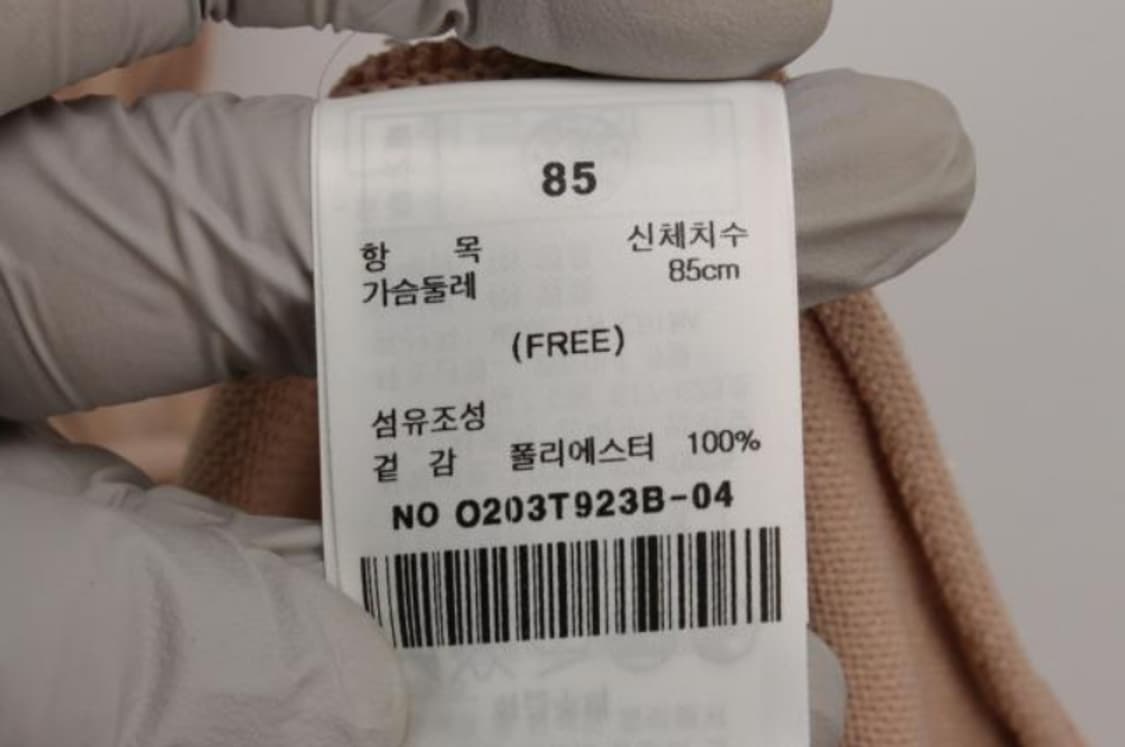 85
항 목 신체치수
가슴둘레 85cm
(FREE)
섬유조성
겉 감 폴리에스터 100%
NO O203T923B-04